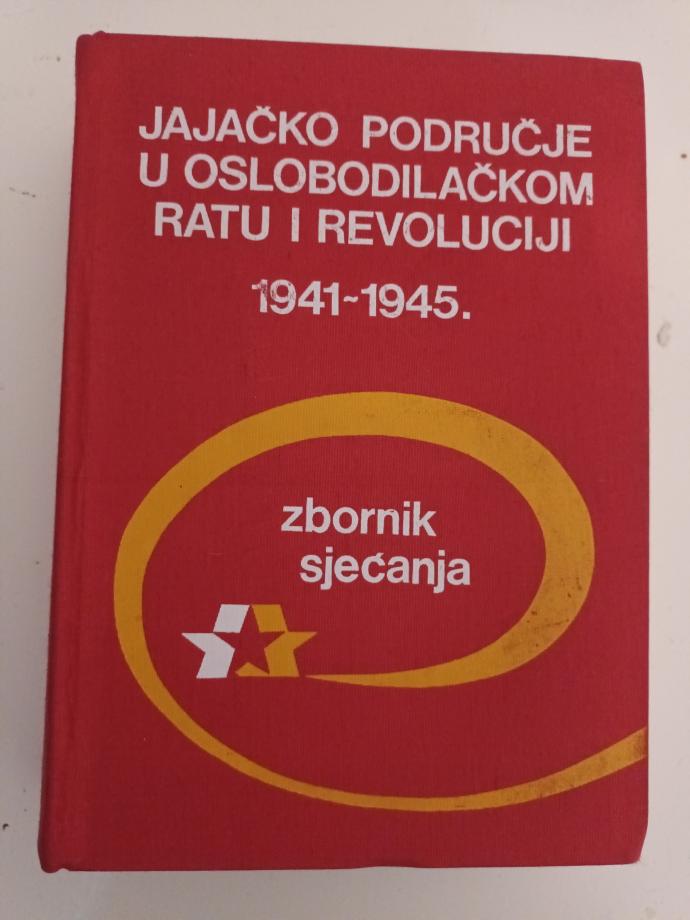 JAJAČKO PODRUČJE
U OSLOBODILAČKOM
RATU I REVOLUCIJI
1941-1945.
zbornik
sjećanja